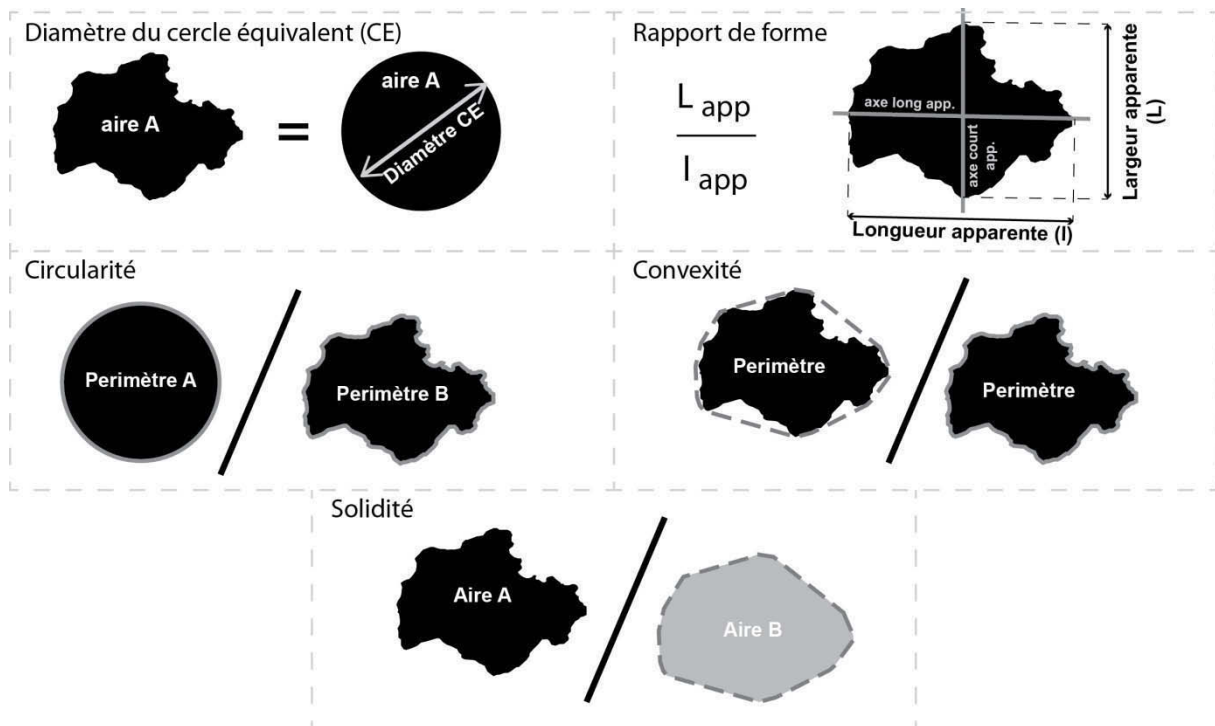 Diamètre du cercle équivalent (CE)
aire A
=
aire A
Diamètre CE
Rapport de forme
L app
l app
axe long app.
axe court
app.
Largeur apparente
(L)
Longueur apparente (l)
Circularité
Perimètre A
Perimètre B
Convexité
Perimètre
Perimètre
Solidité
Aire A
Aire B